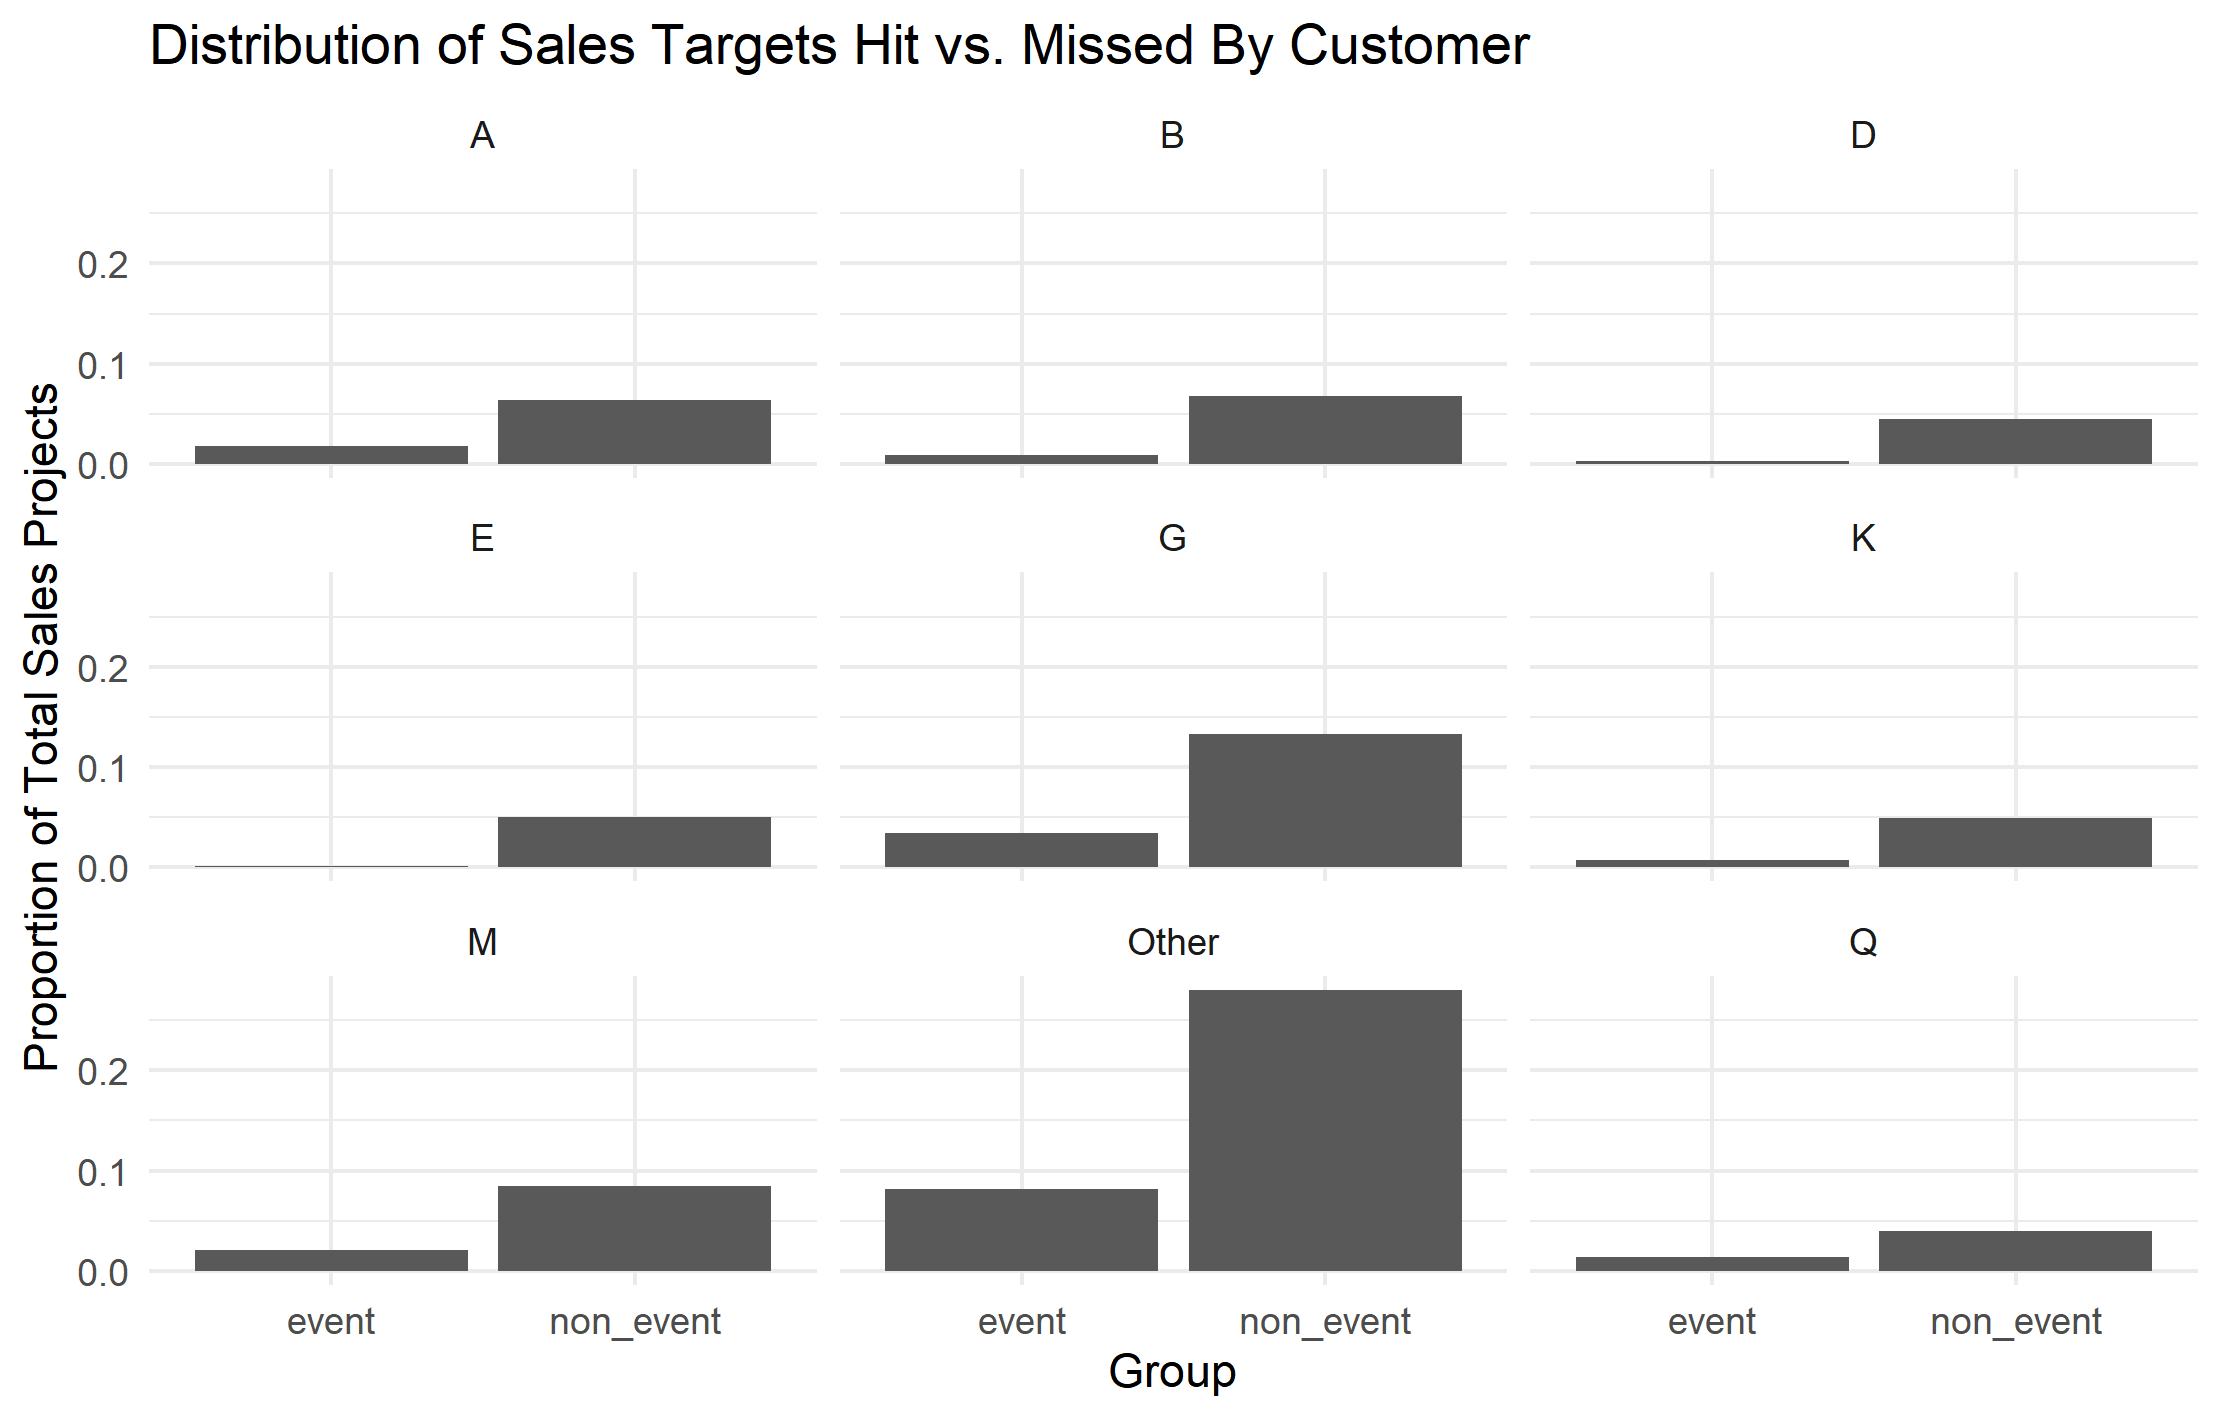 Distribution of Sales Targets Hit vs. Missed By Customer
A
B
D
0.2
0.1
0.0
E
G
K
0.2
0.1
0.0
M
Other
Q
0.2
0.1
0.0
event
non_event
event
non_event
event
non_event
Group
Proportion of Total Sales Projects